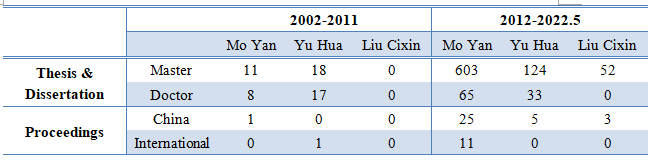 2002-2011 2012-2022.5
Mo Yan Yu Hua Liu Cixin Mo Yan Yu Hua Liu Cixin
Thesis & Dissertation Master 11 18 0 603 124 52
Doctor 8 17 0 65 33 0
Proceedings China 1 0 0 25 5 3
International 0 1 0 11 0 0